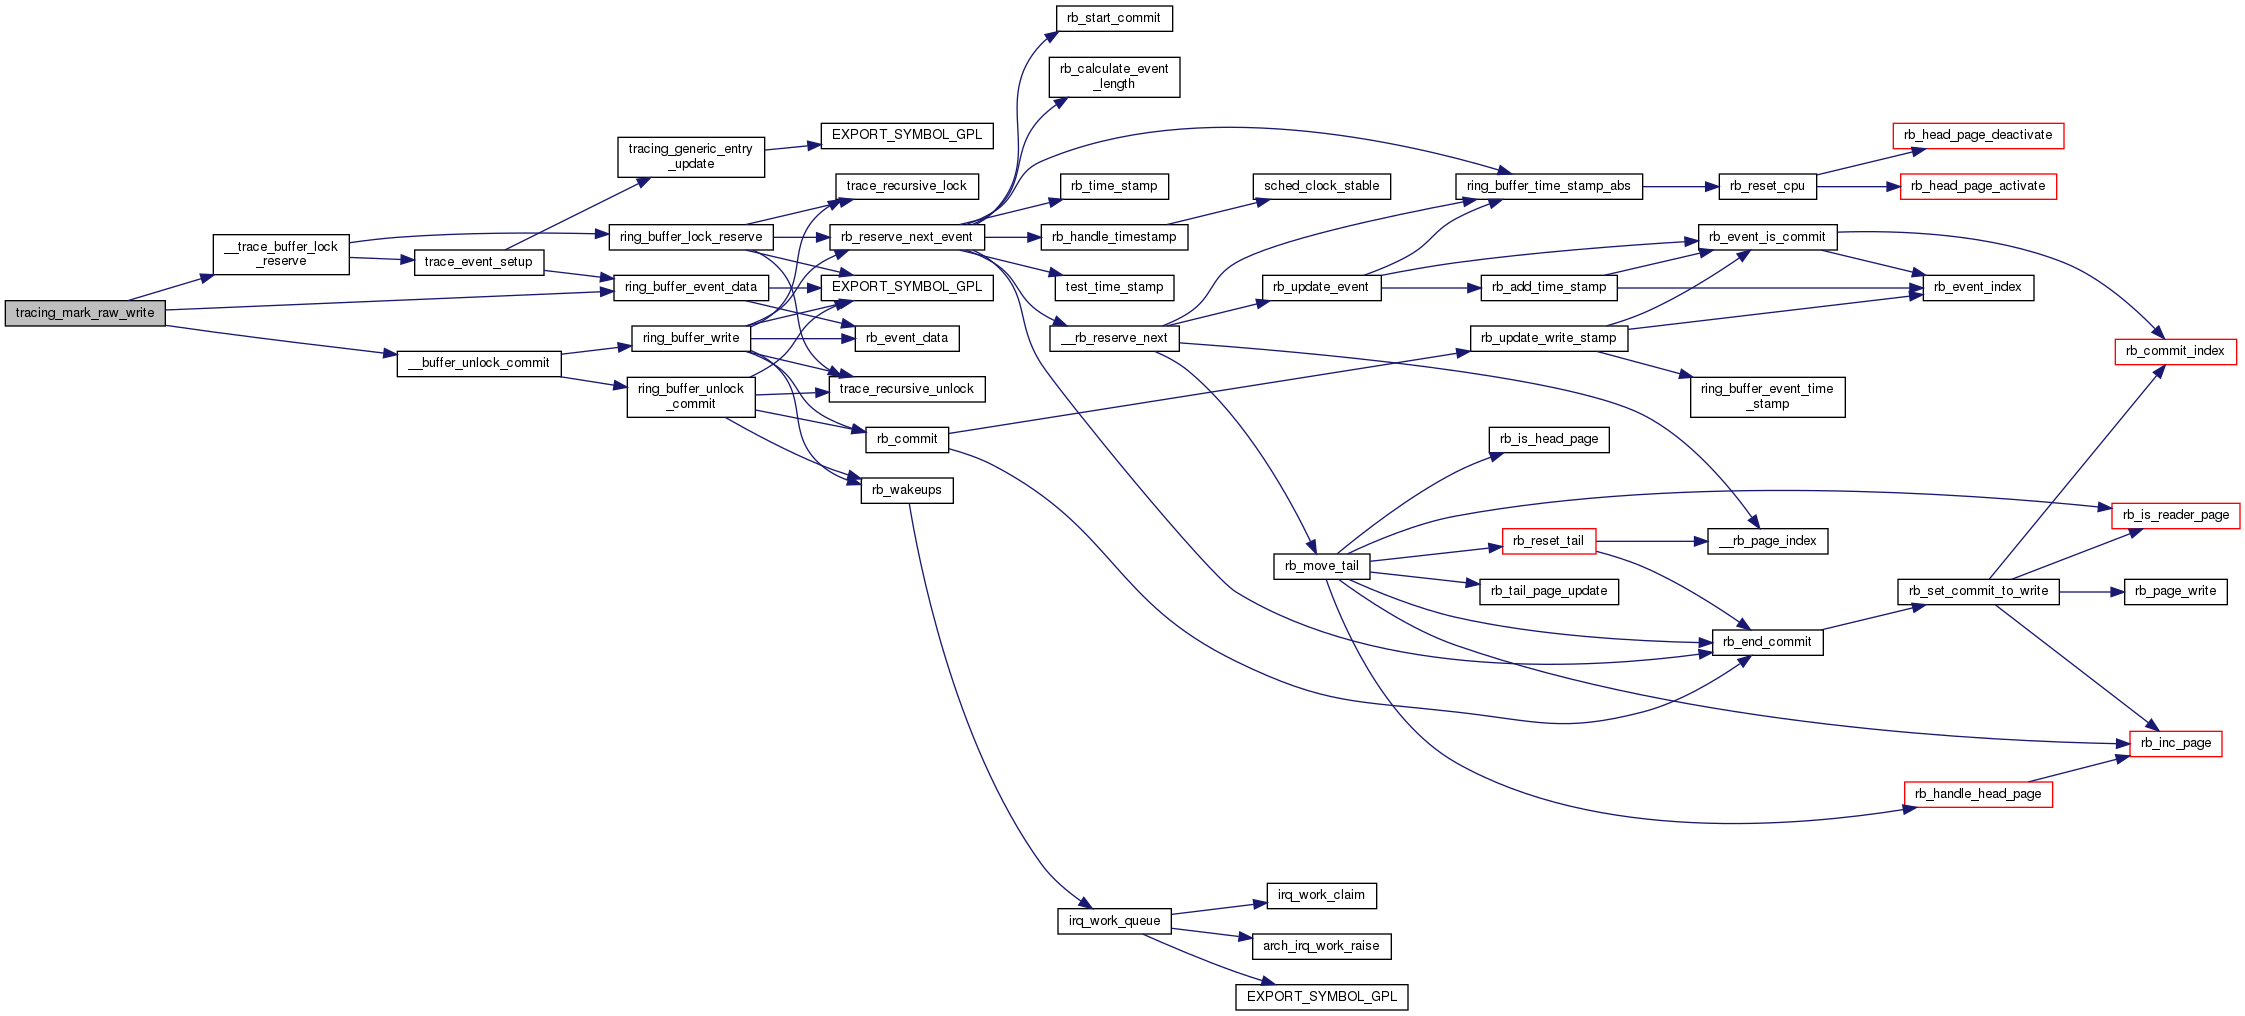 rb_start_commit
rb_calculate_event
_length
EXPORT_SYMBOL_GPL
rb_head_page_deactivate
tracing_generic_entry
_update
trace_recursive_lock
rb_time_stamp
sched_clock_stable
ring_buffer_time_stamp_abs
rb_reset_cpu
rb_head_page_activate
__trace_buffer_lock
_reserve
ring_buffer_lock_reserve
rb_reserve_next_event
rb_handle_timestamp
rb_event_is_commit
trace_event_setup
ring_buffer_event_data
EXPORT_SYMBOL_GPL
test_time_stamp
rb_update_event
rb_add_time_stamp
rb_event_index
tracing_mark_raw_write
ring_buffer_write
rb_event_data
__rb_reserve_next
rb_update_write_stamp
rb_commit_index
__buffer_unlock_commit
ring_buffer_unlock
_commit
trace_recursive_unlock
ring_buffer_event_time
_stamp
rb_commit
rb_is_head_page
rb_wakeups
rb_is_reader_page
rb_reset_tail
__rb_page_index
rb_move_tail
rb_tail_page_update
rb_set_commit_to_write
rb_page_write
rb_end_commit
rb_inc_page
rb_handle_head_page
irq_work_claim
irq_work_queue
arch_irq_work_raise
EXPORT_SYMBOL_GPL